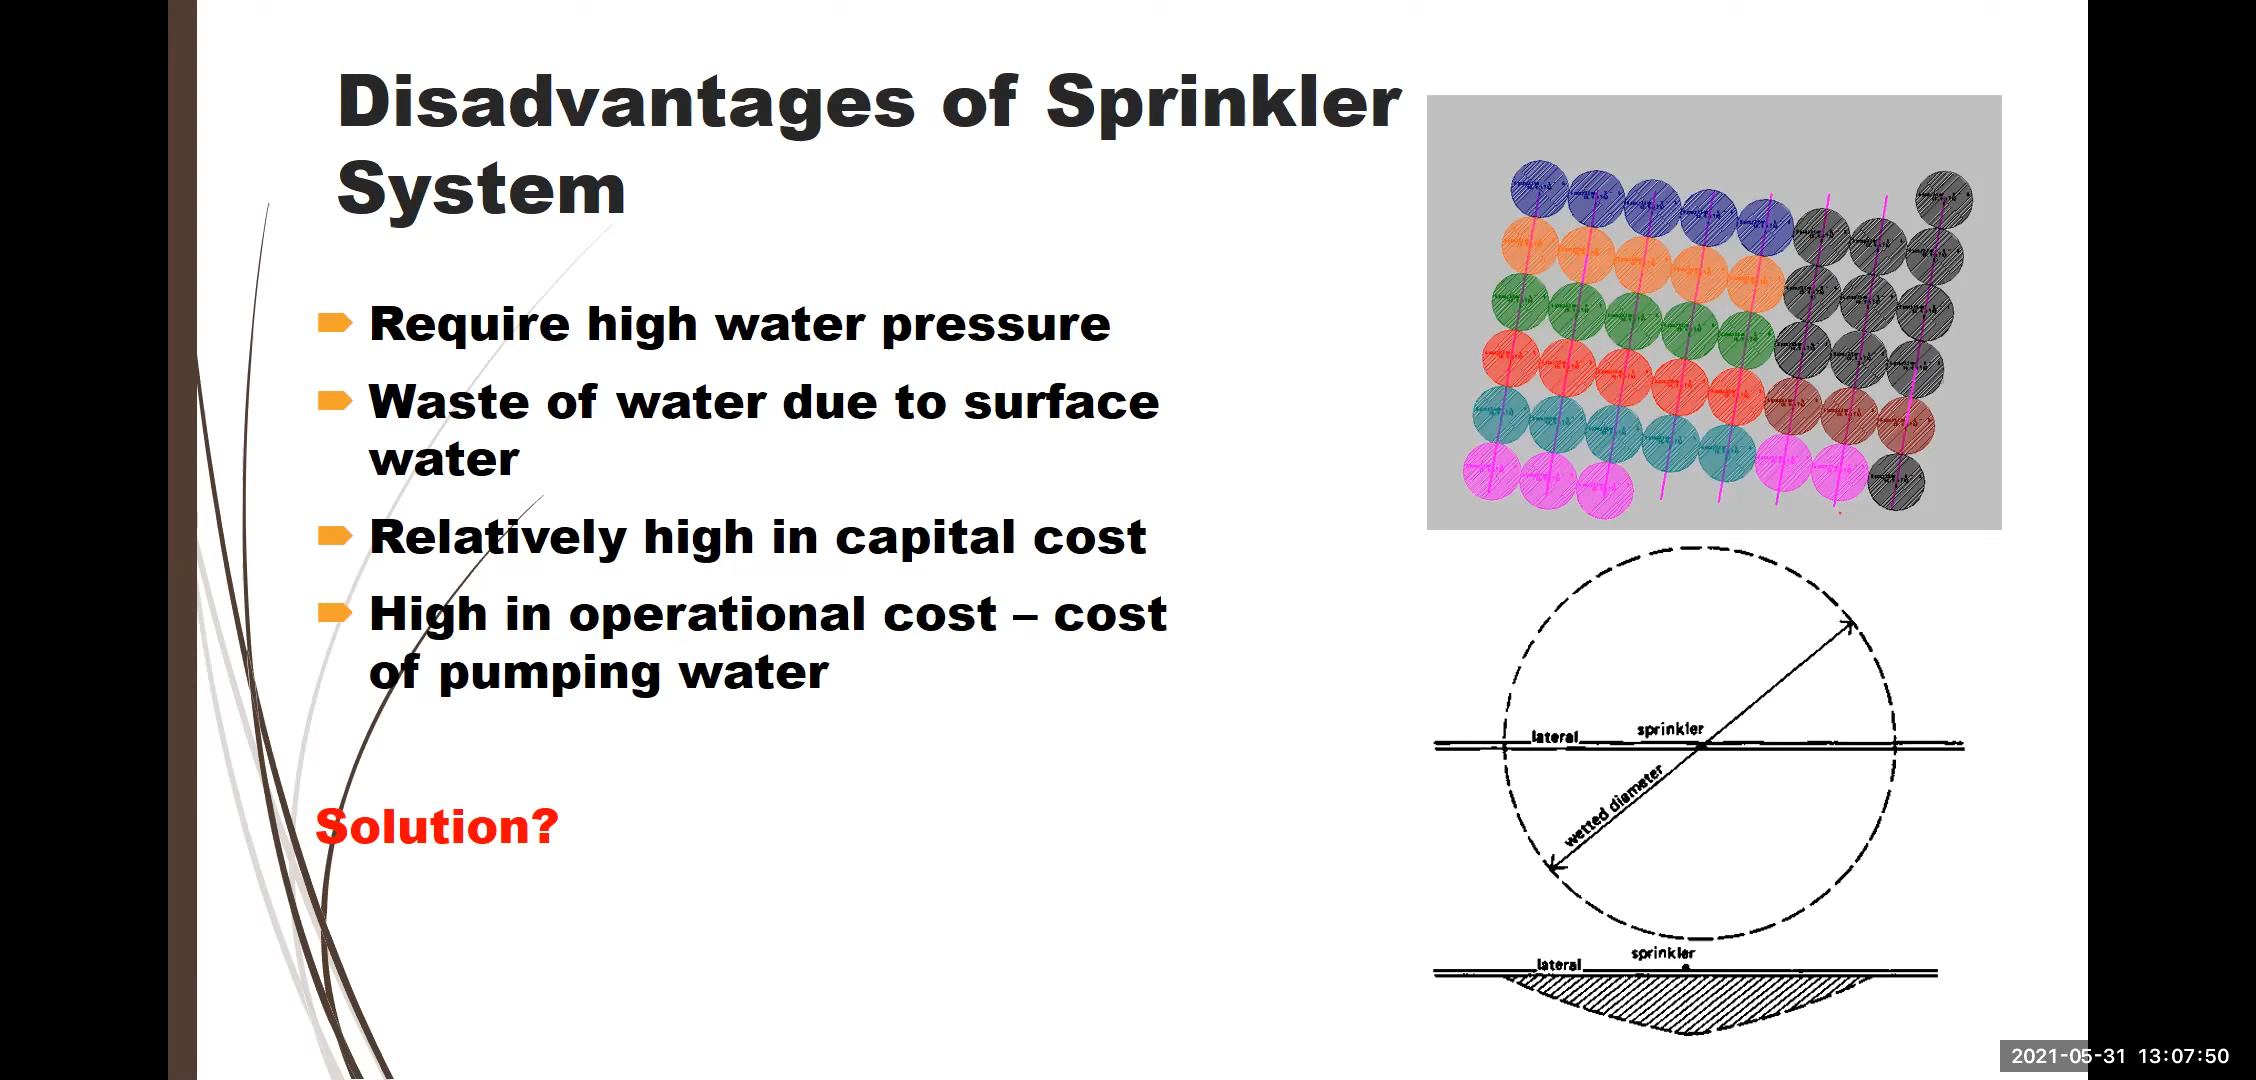 Disadvantages of Sprinkler
System
Require high water pressure
Waste of water due to surface
water
Relatively high in capital cost
High in operational cost – cost
of pumping water
Solution?
lateral
sprinkler
wetted diameter
sprinkler
lateral
2021-05-31 13:07:50